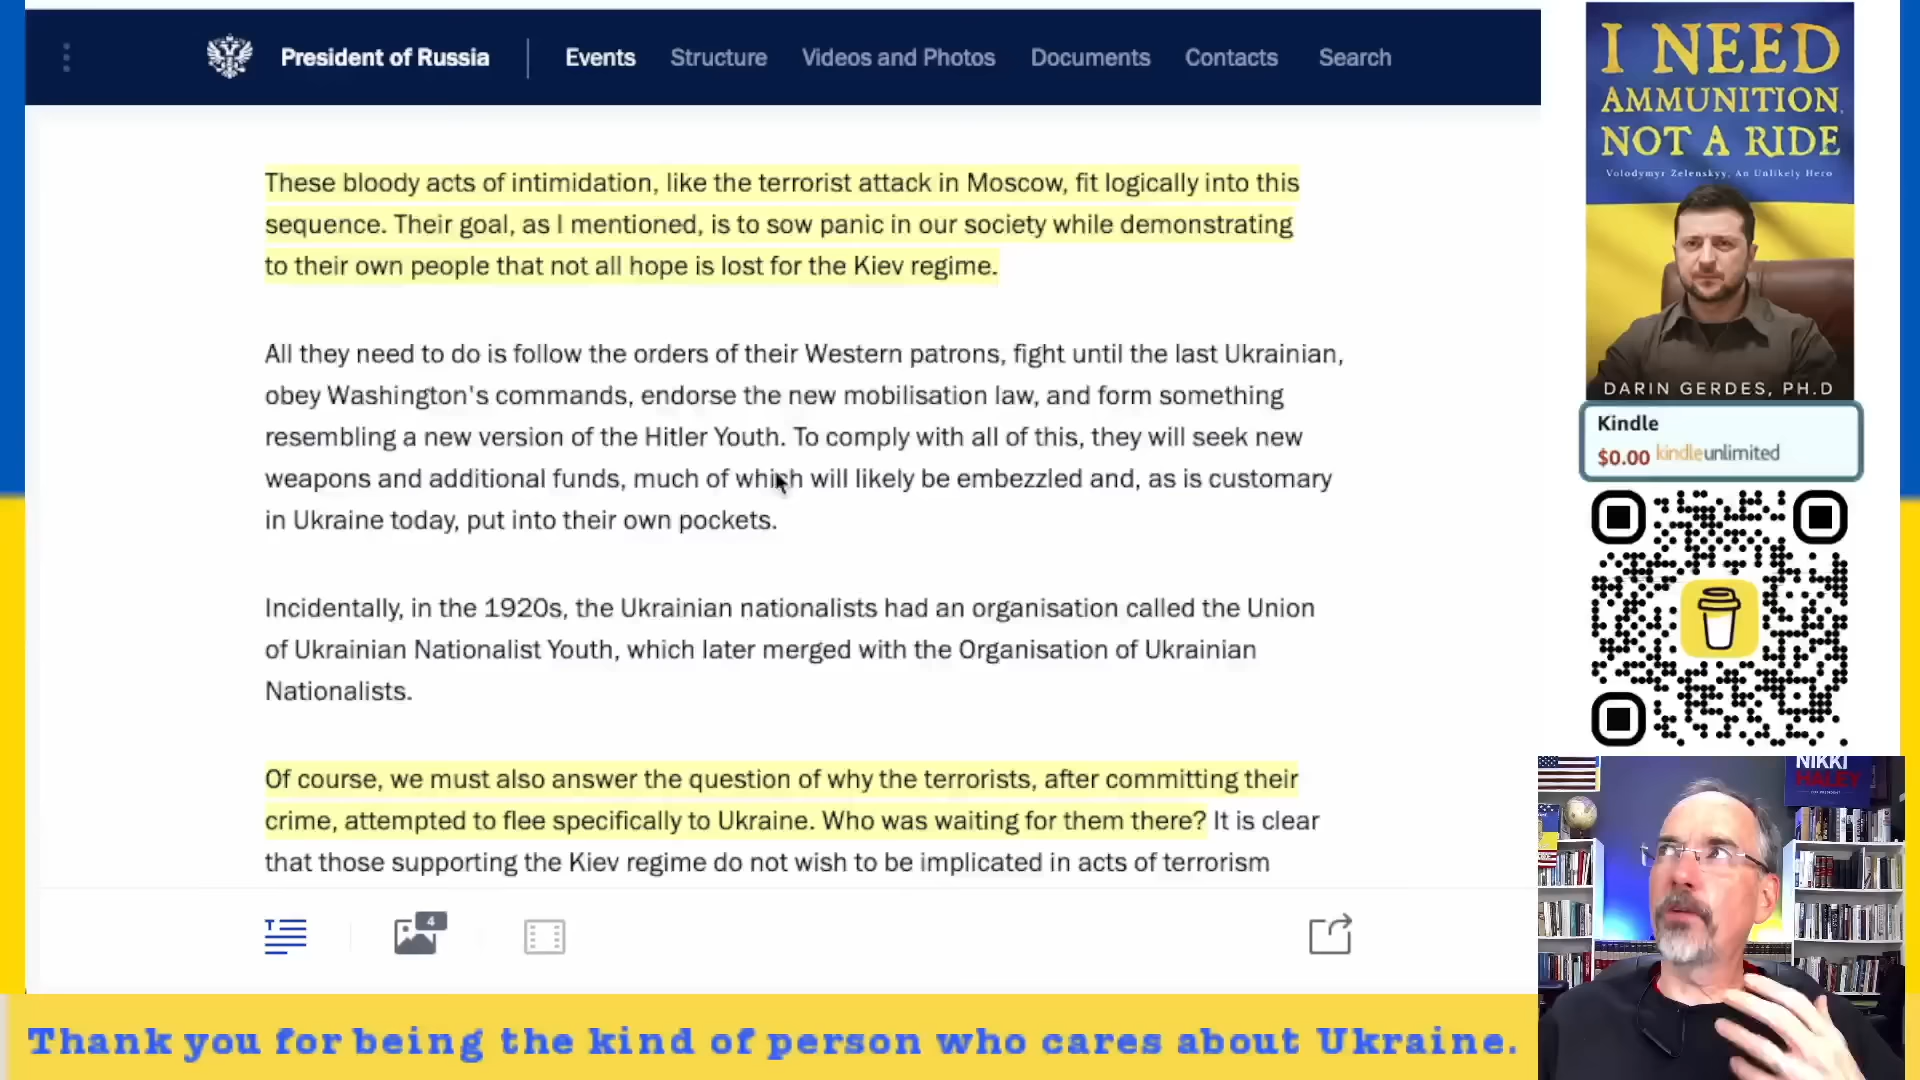 President of Russia
Events
Structure
Videos and Photos
Documents
Contacts
Search
These bloody acts of intimidation, like the terrorist attack in Moscow, fit logically into this
sequence. Their goal, as I mentioned, is to sow panic in our society while demonstrating
to their own people that not all hope is lost for the Kiev regime.
All they need to do is follow the orders of their Western patrons, fight until the last Ukrainian,
obey Washington's commands, endorse the new mobilisation law, and form something
resembling a new version of the Hitler Youth. To comply with all of this, they will seek new
weapons and additional funds, much of which will likely be embezzled and, as is customary
in Ukraine today, put into their own pockets.
Incidentally, in the 1920s, the Ukrainian nationalists had an organisation called the Union
of Ukrainian Nationalist Youth, which later merged with the Organisation of Ukrainian
Nationalists.
Of course, we must also answer the question of why the terrorists, after committing their
crime, attempted to flee specifically to Ukraine. Who was waiting for them there? It is clear
that those supporting the Kiev regime do not wish to be implicated in acts of terrorism
4
I NEED
AMMUNITION,
NOT A RIDE
Volodymyr Zelenskyy, An Unlikely Hero
DARIN GERDES, PH.D
Kindle
$0.00 kindleunlimited
NIKKI
HALEY
Thank you for being the kind of person who cares about Ukraine.